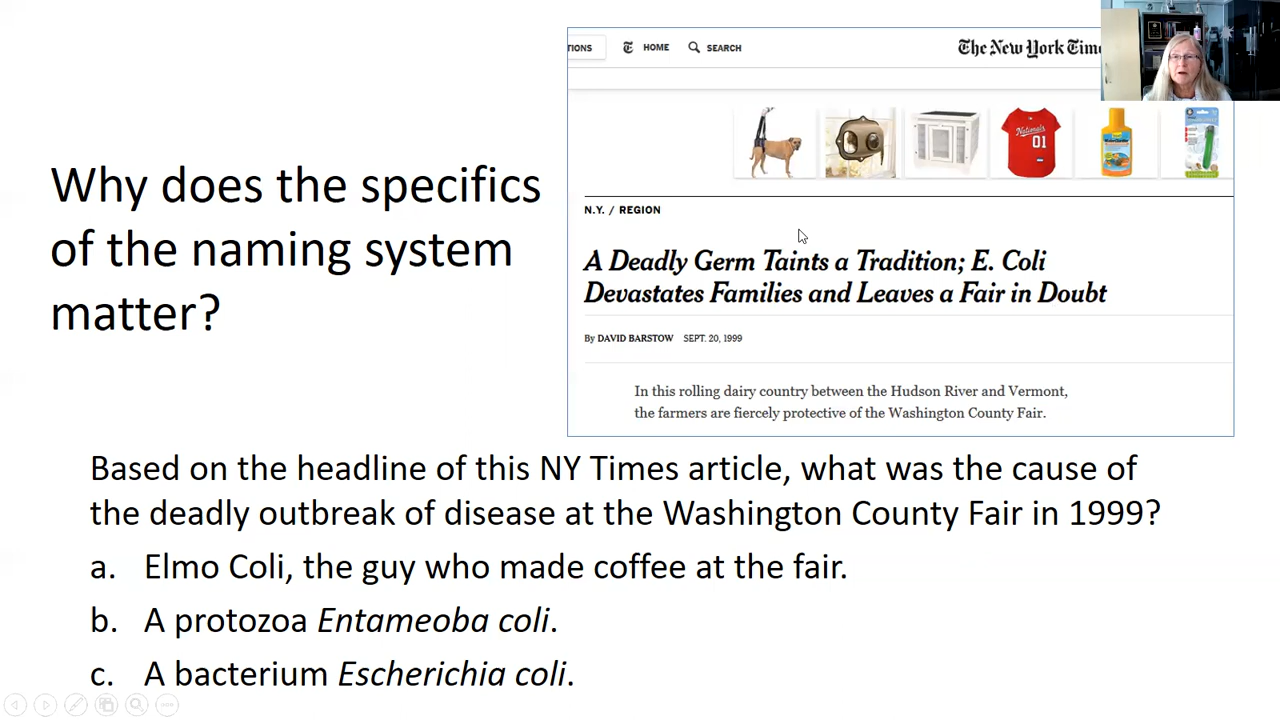 Why does the specifics
of the naming system
matter?
TIONS HOME SEARCH
The New York Time
Nationals
01
N.Y. / REGION
A Deadly Germ Taints a Tradition; E. Coli
Devastates Families and Leaves a Fair in Doubt
By DAVID BARSTOW SEPT. 20, 1999
In this rolling dairy country between the Hudson River and Vermont,
the farmers are fiercely protective of the Washington County Fair.
Based on the headline of this NY Times article, what was the cause of
the deadly outbreak of disease at the Washington County Fair in 1999?
a. Elmo Coli, the guy who made coffee at the fair.
b. A protozoa Entameoba coli.
c. A bacterium Escherichia coli.